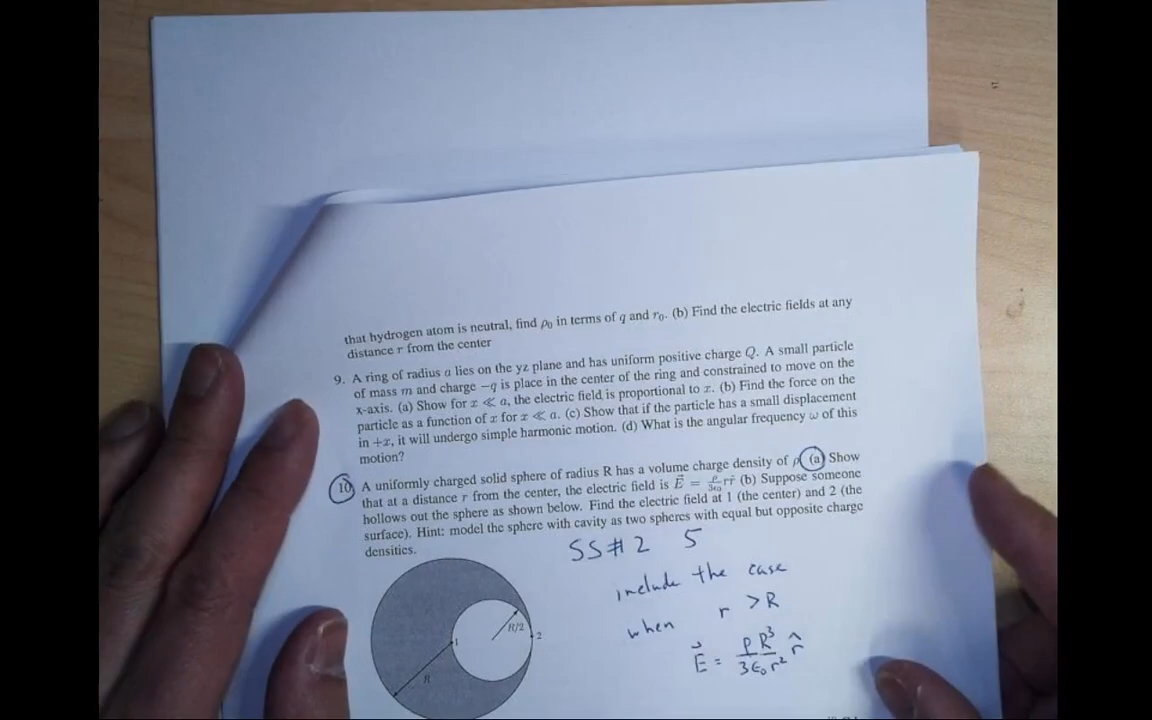 that hydrogen atom is neutral, find ρ₀ in terms of q and r₀. (b) Find the electric fields at any
distance r from the center
9. A ring of radius a lies on the yz plane and has uniform positive charge Q. A small particle
of mass m and charge −q is place in the center of the ring and constrained to move on the
x-axis. (a) Show for x ≪ a, the electric field is proportional to x. (b) Find the force on the
particle as a function of x for x ≪ a. (c) Show that if the particle has a small displacement
in +x, it will undergo simple harmonic motion. (d) What is the angular frequency ω of this
motion?
10. A uniformly charged solid sphere of radius R has a volume charge density of ρ (a) Show
that at a distance r from the center, the electric field is E⃗ = ρ/3ε₀ r r̂ (b) Suppose someone
hollows out the sphere as shown below. Find the electric field at 1 (the center) and 2 (the
surface). Hint: model the sphere with cavity as two spheres with equal but opposite charge
densities.
SS#2 5
include the case
when r >R
E⃗ = ρR³/3ε₀r² r̂
R/2
1
2
R